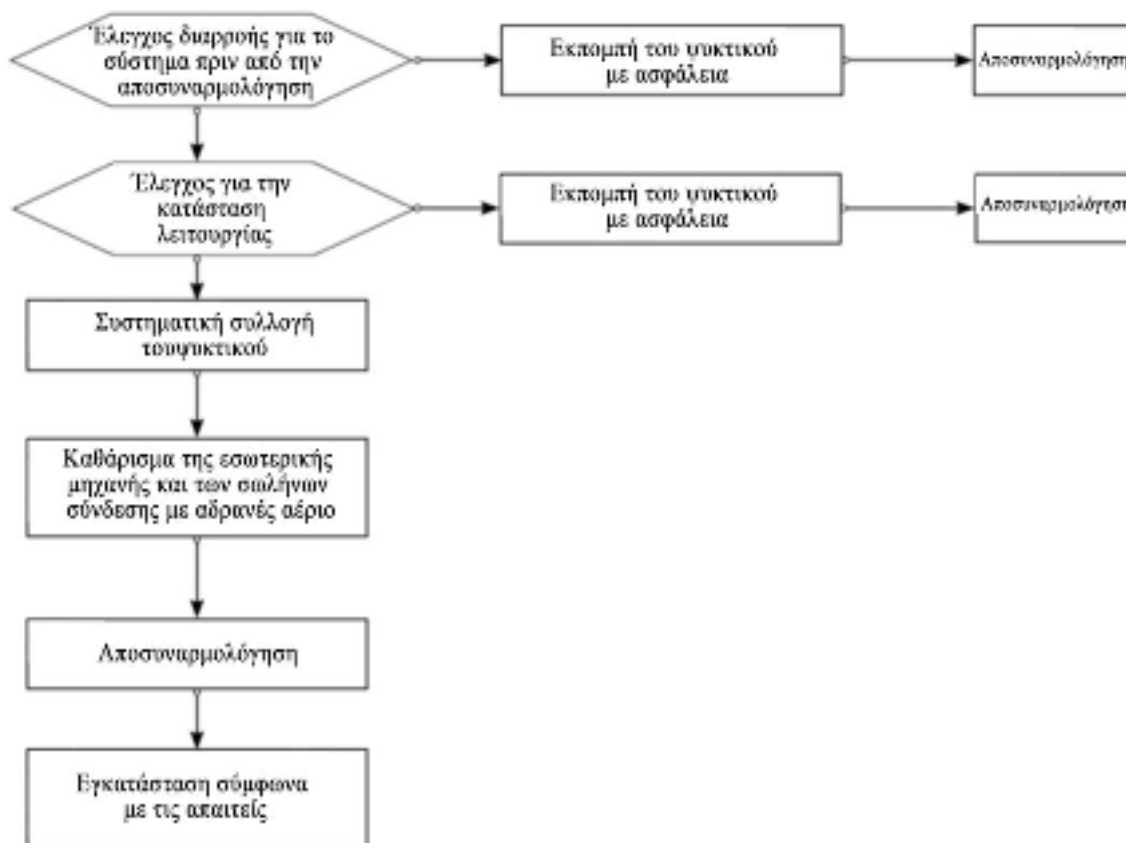 Έλεγχος διαρροής για το
σύστημα πριν από την
αποσυναρμολόγηση
Εκπομπή του ψυκτικού
με ασφάλεια
Αποσυναρμολόγηση
Έλεγχος για την
κατάσταση
λειτουργίας
Εκπομπή του ψυκτικού
με ασφάλεια
Αποσυναρμολόγηση
Συστηματική συλλογή
τουψυκτικού
Καθάρισμα της εσωτερικής
μηχανής και των σωλήνων
σύνδεσης με αδρανές αέριο
Αποσυναρμολόγηση
Εγκατάσταση σύμφωνα
με τις απαιτείς